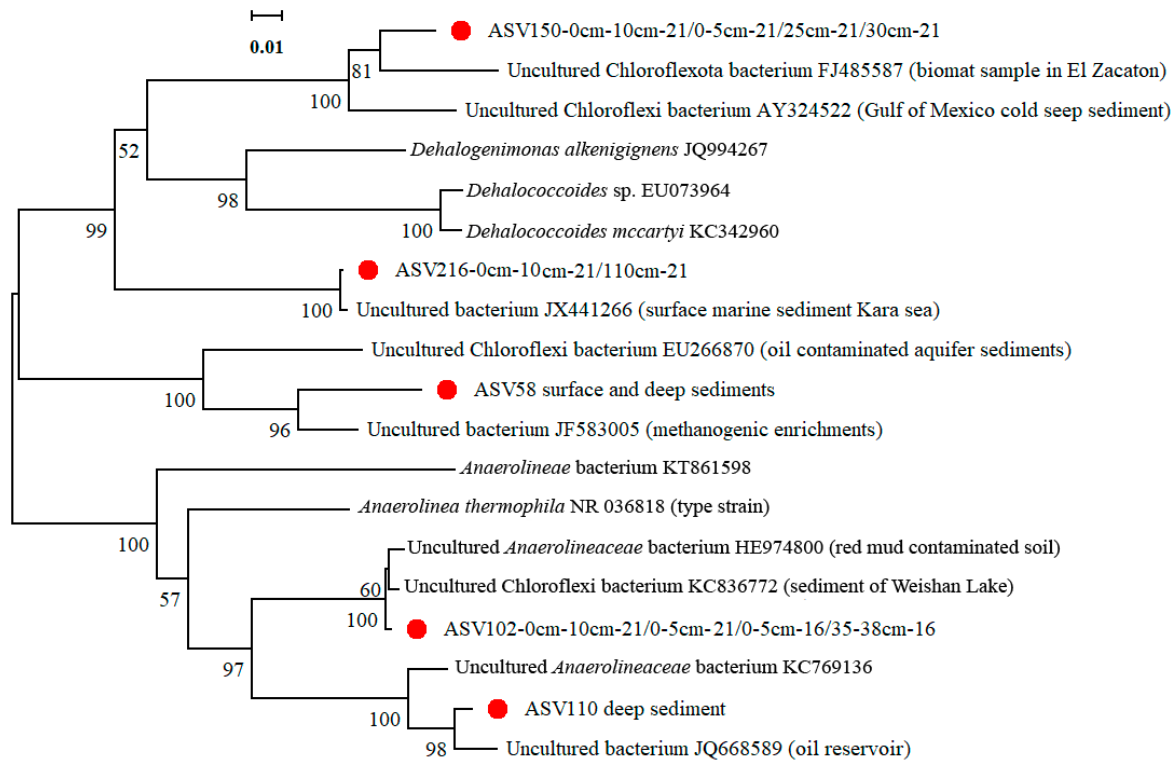 0.01
ASV150-0cm-10cm-21/0-5cm-21/25cm-21/30cm-21
81
Uncultured Chloroflexota bacterium FJ485587 (biomat sample in El Zacaton)
100
Uncultured Chloroflexi bacterium AY324522 (Gulf of Mexico cold seep sediment)
52
Dehalogenimonas alkenigignens JQ994267
98
Dehalococcoides sp. EU073964
99
100
Dehalococcoides mccartyi KC342960
ASV216-0cm-10cm-21/110cm-21
100
Uncultured bacterium JX441266 (surface marine sediment Kara sea)
Uncultured Chloroflexi bacterium EU266870 (oil contaminated aquifer sediments)
100
ASV58 surface and deep sediments
96
Uncultured bacterium JF583005 (methanogenic enrichments)
Anaerolineae bacterium KT861598
Anaerolinea thermophila NR 036818 (type strain)
100
Uncultured Anaerolineaceae bacterium HE974800 (red mud contaminated soil)
60
Uncultured Chloroflexi bacterium KC836772 (sediment of Weishan Lake)
57
100
ASV102-0cm-10cm-21/0-5cm-21/0-5cm-16/35-38cm-16
97
Uncultured Anaerolineaceae bacterium KC769136
100
ASV110 deep sediment
98
Uncultured bacterium JQ668589 (oil reservoir)